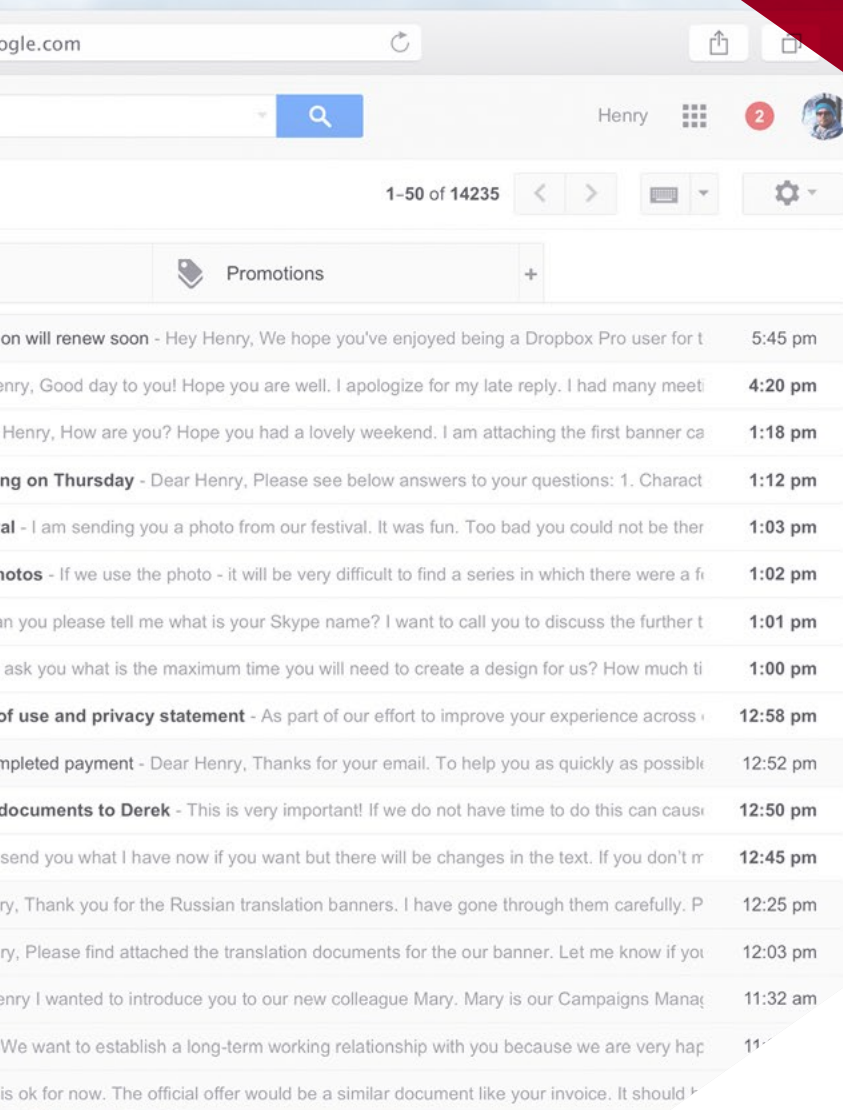 ogle.com
Henry 2
1–50 of 14235
Promotions +
on will renew soon - Hey Henry, We hope you've enjoyed being a Dropbox Pro user for t 5:45 pm
enry, Good day to you! Hope you are well. I apologize for my late reply. I had many meeti 4:20 pm
Henry, How are you? Hope you had a lovely weekend. I am attaching the first banner ca 1:18 pm
ng on Thursday - Dear Henry, Please see below answers to your questions: 1. Charact 1:12 pm
al - I am sending you a photo from our festival. It was fun. Too bad you could not be ther 1:03 pm
hotos - If we use the photo - it will be very difficult to find a series in which there were a fe 1:02 pm
an you please tell me what is your Skype name? I want to call you to discuss the further t 1:01 pm
ask you what is the maximum time you will need to create a design for us? How much ti 1:00 pm
of use and privacy statement - As part of our effort to improve your experience across 12:58 pm
mpleted payment - Dear Henry, Thanks for your email. To help you as quickly as possible 12:52 pm
documents to Derek - This is very important! If we do not have time to do this can cause 12:50 pm
send you what I have now if you want but there will be changes in the text. If you don't m 12:45 pm
ry, Thank you for the Russian translation banners. I have gone through them carefully. P 12:25 pm
ry, Please find attached the translation documents for the our banner. Let me know if you 12:03 pm
enry I wanted to introduce you to our new colleague Mary. Mary is our Campaigns Manag 11:32 am
We want to establish a long-term working relationship with you because we are very hap 11:
is ok for now. The official offer would be a similar document like your invoice. It should